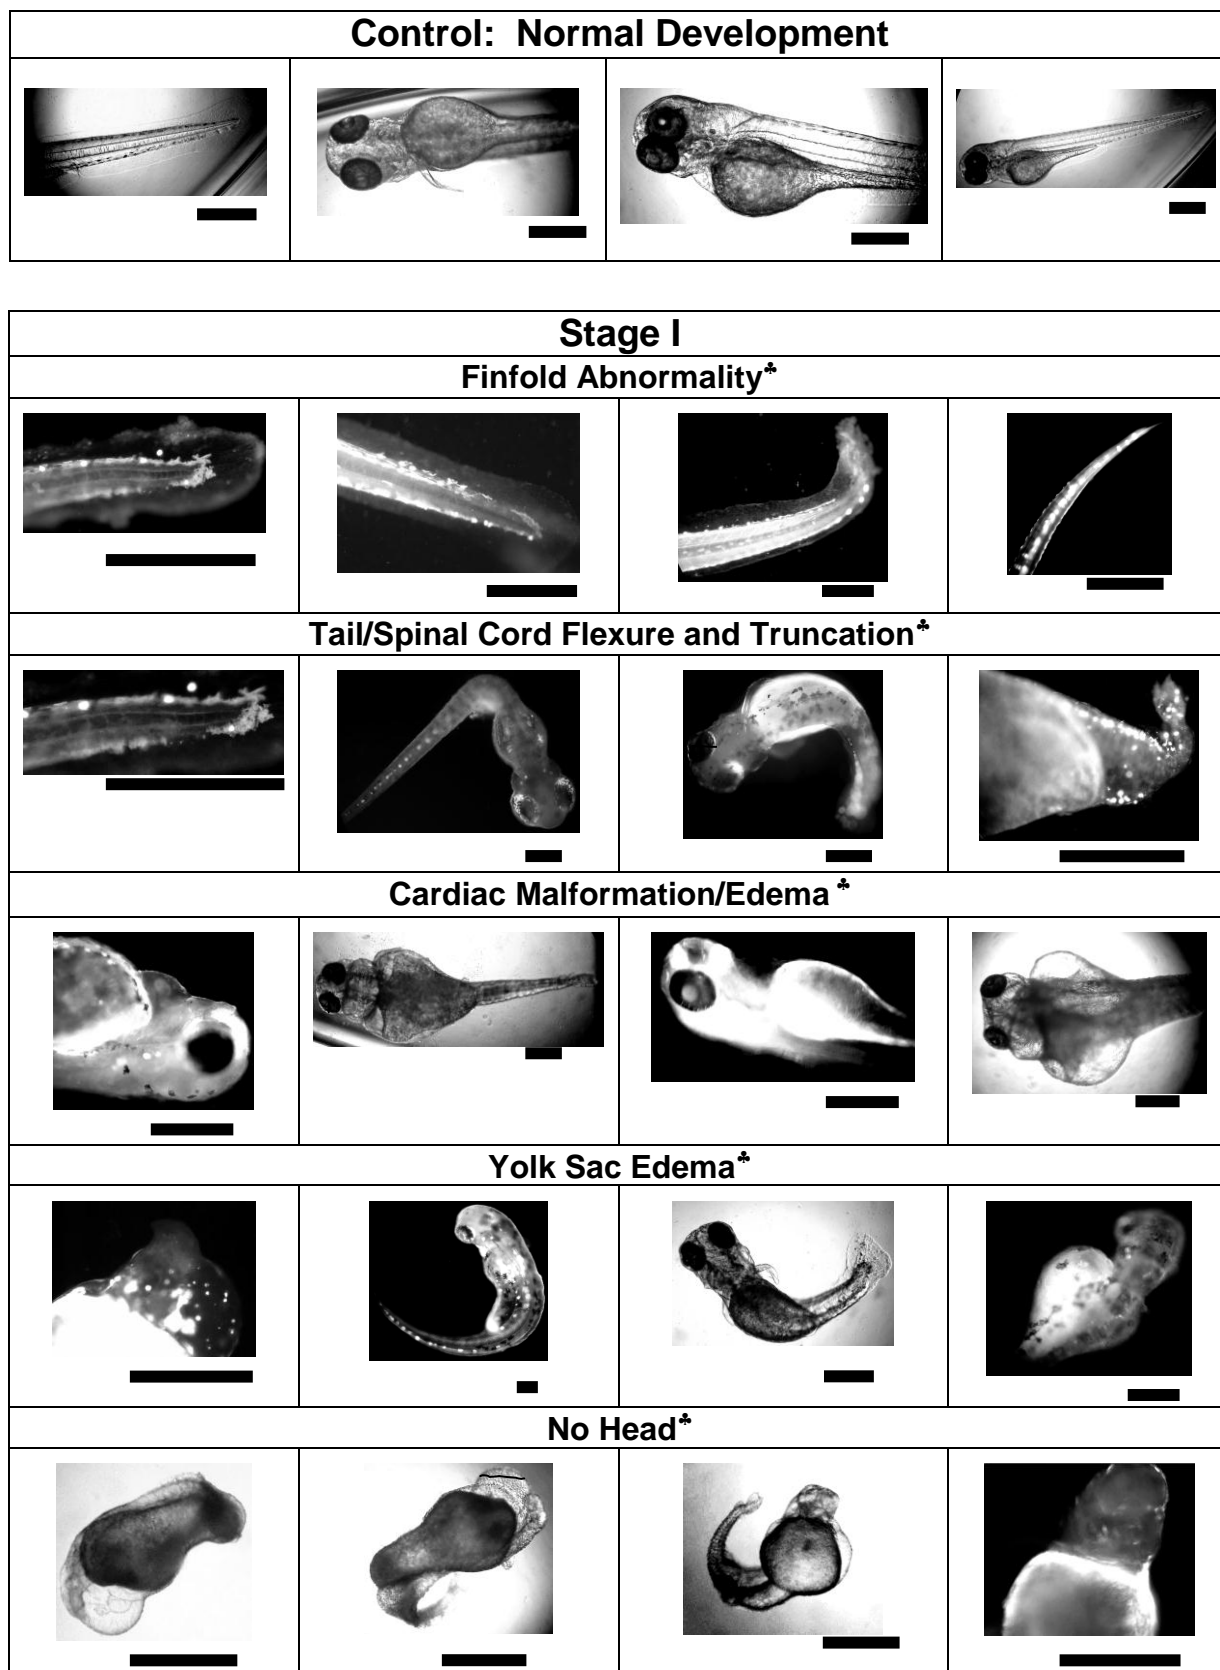 Control:  Normal Development
Stage I
Finfold Abnormality♣
Tail/Spinal Cord Flexure and Truncation♣
Cardiac Malformation/Edema ♣
Yolk Sac Edema♣
No Head♣